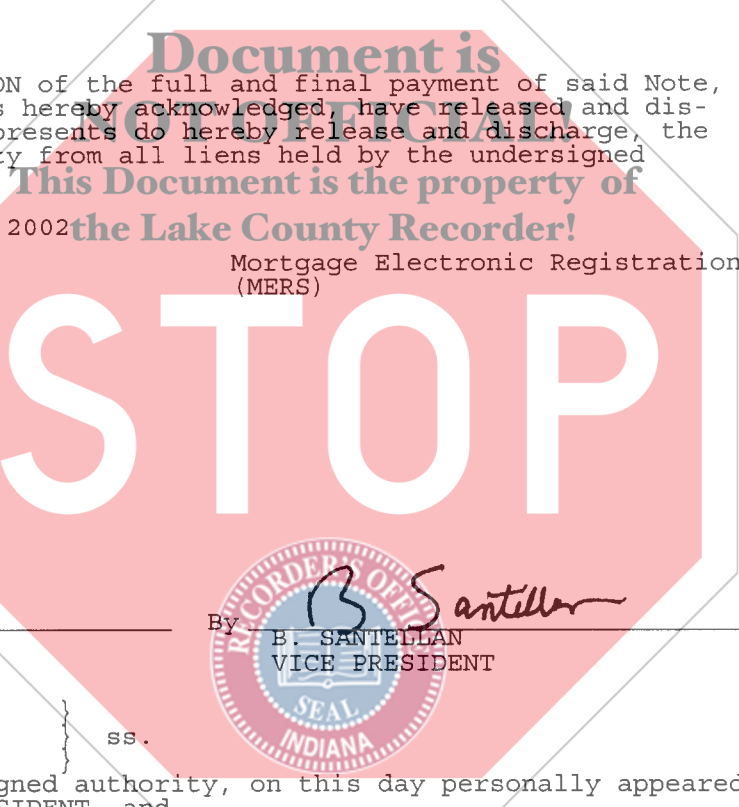 Document is
ON of the full and final payment of said Note,
s hereby acknowledged, have released and dis-
NOT OFFICIAL!
presents do hereby release and discharge, the
ty from all liens held by the undersigned
This Document is the property of
2002
the Lake County Recorder!
Mortgage Electronic Registration
(MERS)
STOP
RECORDER'S OFFICE
B Santellan
By
B. SANTELLAN
VICE PRESIDENT
SEAL
INDIANA
} ss.
gned authority, on this day personally appeared
SIDENT, and